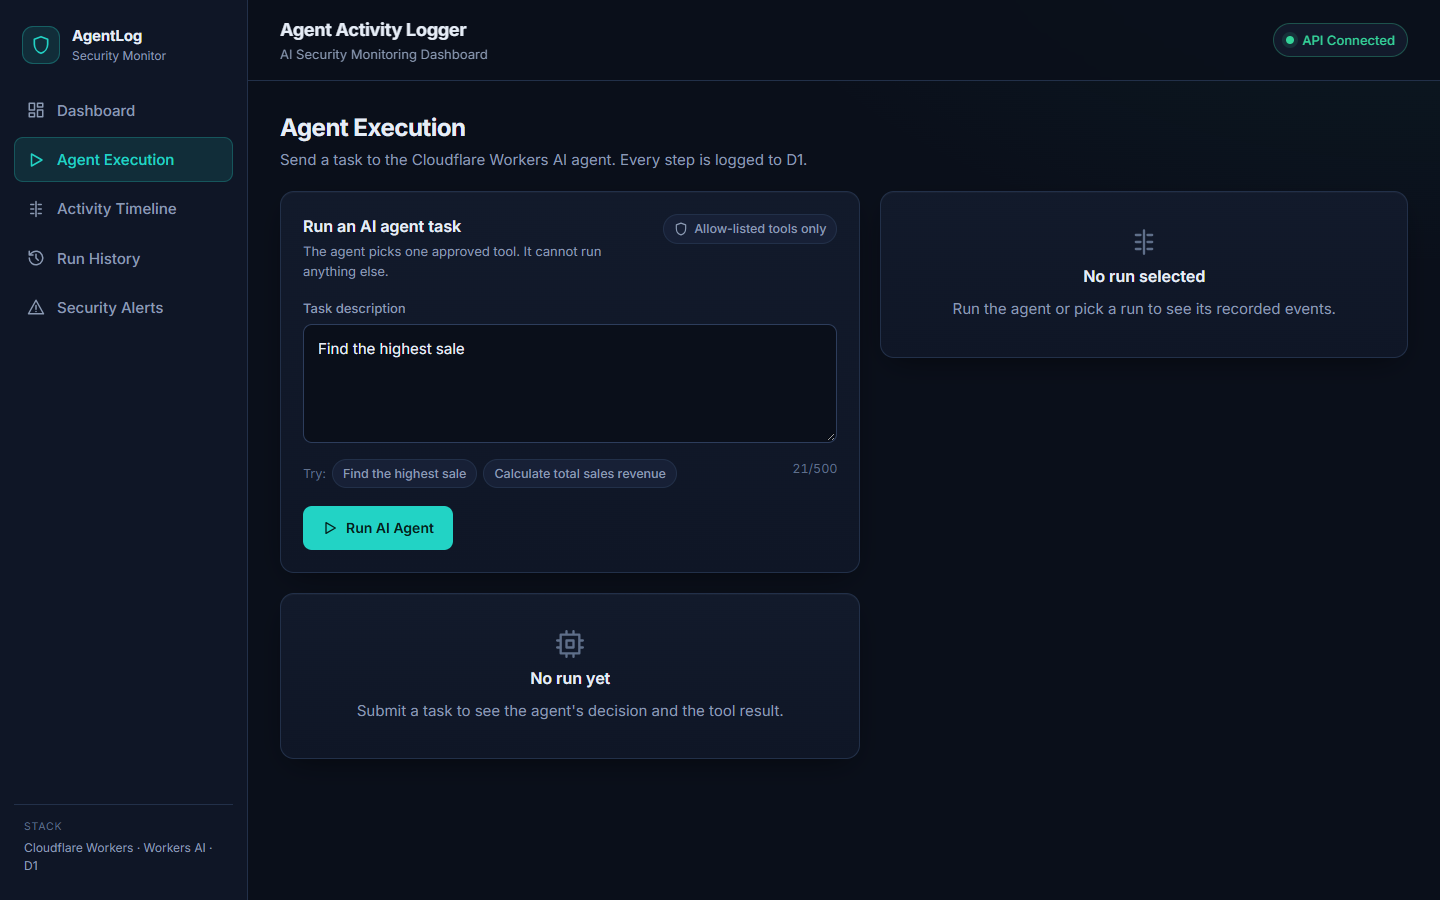 AgentLog
Security Monitor
Dashboard
Agent Execution
Activity Timeline
Run History
Security Alerts
STACK
Cloudflare Workers · Workers AI ·
D1
Agent Activity Logger
AI Security Monitoring Dashboard
API Connected
Agent Execution
Send a task to the Cloudflare Workers AI agent. Every step is logged to D1.
Run an AI agent task
The agent picks one approved tool. It cannot run
anything else.
Allow-listed tools only
Task description
Find the highest sale
Try:
Find the highest sale
Calculate total sales revenue
21/500
Run AI Agent
No run yet
Submit a task to see the agent's decision and the tool result.
No run selected
Run the agent or pick a run to see its recorded events.